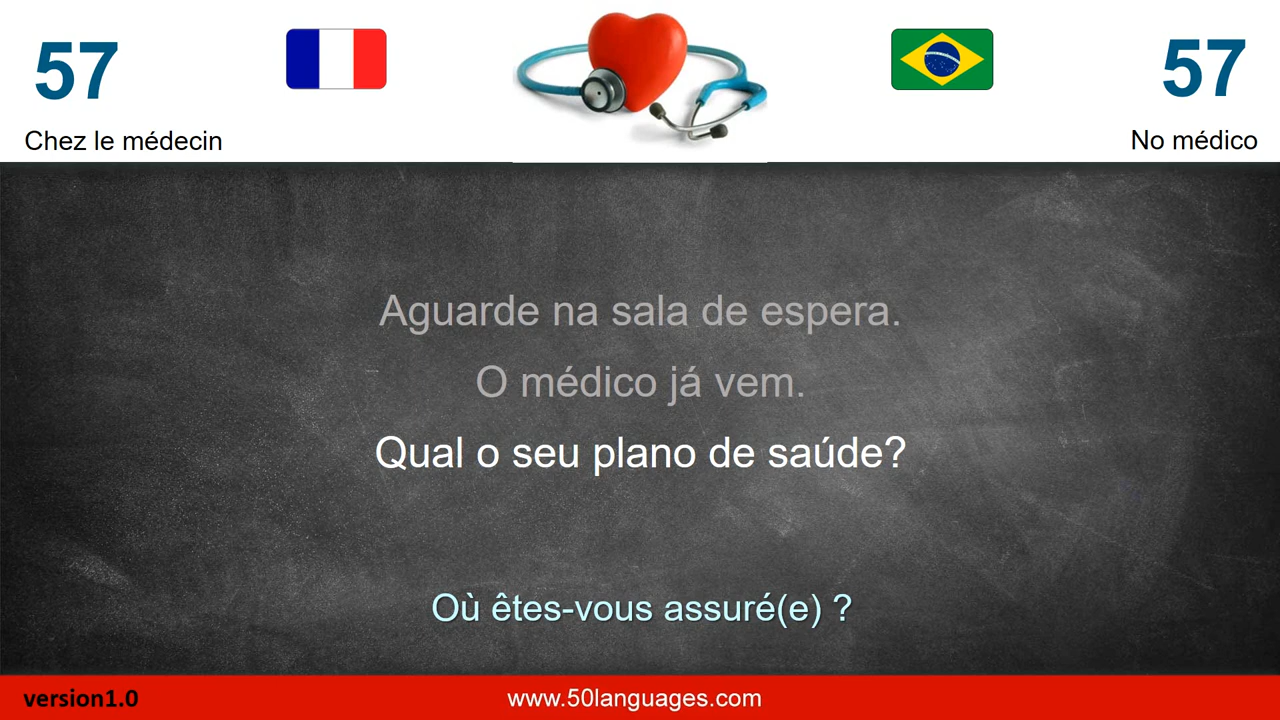 57
57
Chez le médecin
No médico
Aguarde na sala de espera.
O médico já vem.
Qual o seu plano de saúde?
Où êtes-vous assuré(e) ?
version1.0
www.50languages.com